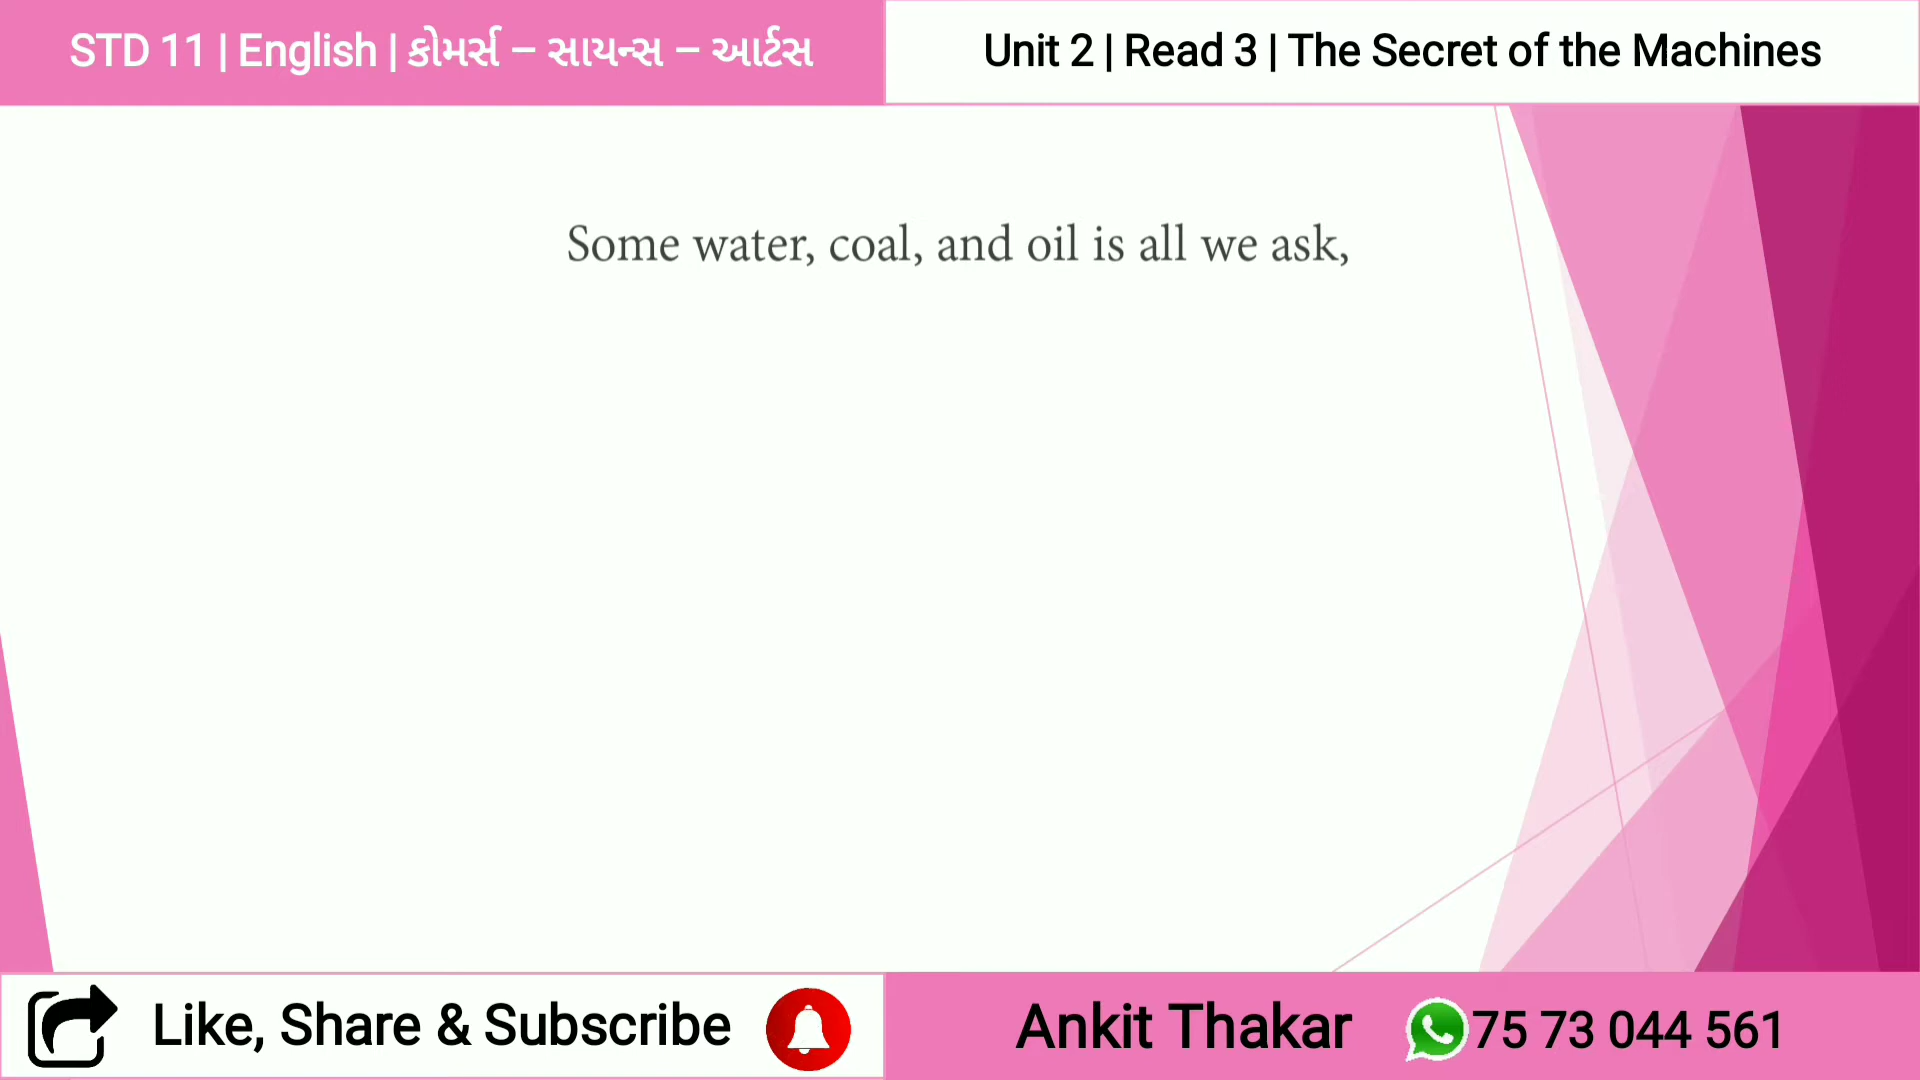 STD 11 | English | કોમર્સ – સાયન્સ – આર્ટસ
Unit 2 | Read 3 | The Secret of the Machines
Some water, coal, and oil is all we ask,
Like, Share & Subscribe
Ankit Thakar
75 73 044 561